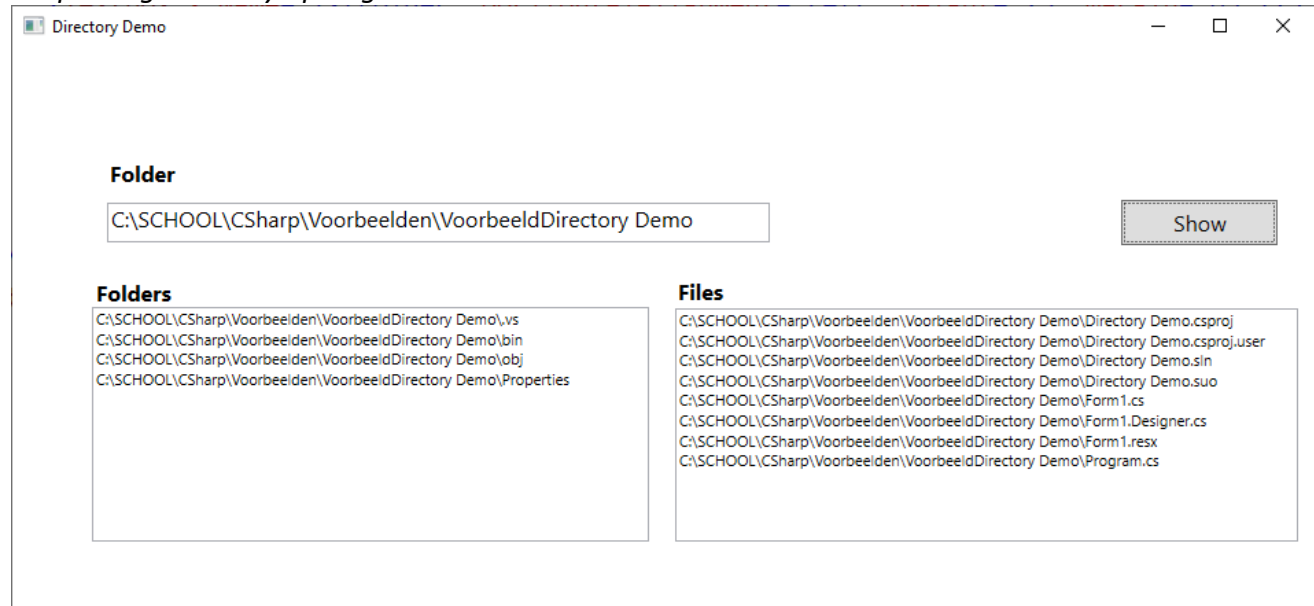 Directory Demo
Folder
C:\SCHOOL\CSharp\Voorbeelden\VoorbeeldDirectory Demo
Show
Folders
C:\SCHOOL\CSharp\Voorbeelden\VoorbeeldDirectory Demo\.vs
C:\SCHOOL\CSharp\Voorbeelden\VoorbeeldDirectory Demo\bin
C:\SCHOOL\CSharp\Voorbeelden\VoorbeeldDirectory Demo\obj
C:\SCHOOL\CSharp\Voorbeelden\VoorbeeldDirectory Demo\Properties
Files
C:\SCHOOL\CSharp\Voorbeelden\VoorbeeldDirectory Demo\Directory Demo.csproj
C:\SCHOOL\CSharp\Voorbeelden\VoorbeeldDirectory Demo\Directory Demo.csproj.user
C:\SCHOOL\CSharp\Voorbeelden\VoorbeeldDirectory Demo\Directory Demo.sln
C:\SCHOOL\CSharp\Voorbeelden\VoorbeeldDirectory Demo\Directory Demo.suo
C:\SCHOOL\CSharp\Voorbeelden\VoorbeeldDirectory Demo\Form1.cs
C:\SCHOOL\CSharp\Voorbeelden\VoorbeeldDirectory Demo\Form1.Designer.cs
C:\SCHOOL\CSharp\Voorbeelden\VoorbeeldDirectory Demo\Form1.resx
C:\SCHOOL\CSharp\Voorbeelden\VoorbeeldDirectory Demo\Program.cs